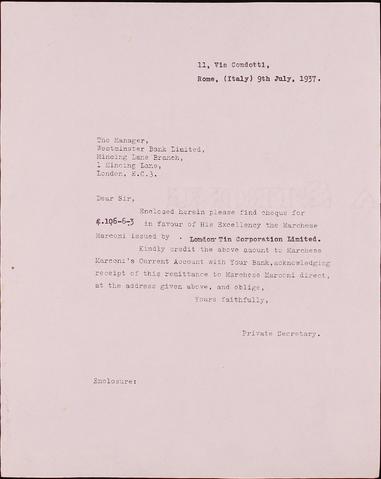 11, Via Condotti,
Rome, (Italy) 9th July, 1937.
The Manager,
Westminster Bank Limited,
Mincing Lane Branch,
1 Mincing Lane,
London, E.C.3.
Dear Sir,
Enclosed herein please find cheque for
£.196-6-3 in favour of His Excellency the Marchese
Marconi issued by . London Tin Corporation Limited.
Kindly credit the above amount to Marchese
Marconi's Current Account with Your Bank,acknowledging
receipt of this remittance to Marchese Marconi direct,
at the address given above, and oblige,
Yours faithfully,
Private Secretary.
Enclosure: